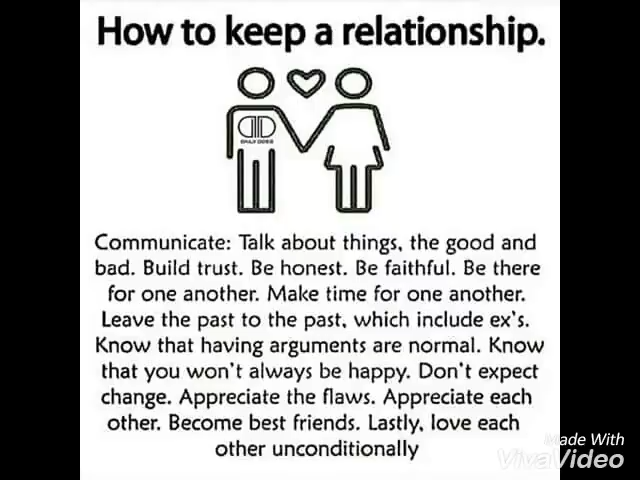 How to keep a relationship.
DAILY DOSE
Communicate: Talk about things, the good and
bad. Build trust. Be honest. Be faithful. Be there
for one another. Make time for one another.
Leave the past to the past, which include ex's.
Know that having arguments are normal. Know
that you won't always be happy. Don't expect
change. Appreciate the flaws. Appreciate each
other. Become best friends. Lastly, love each
other unconditionally
Made With
VivaVideo